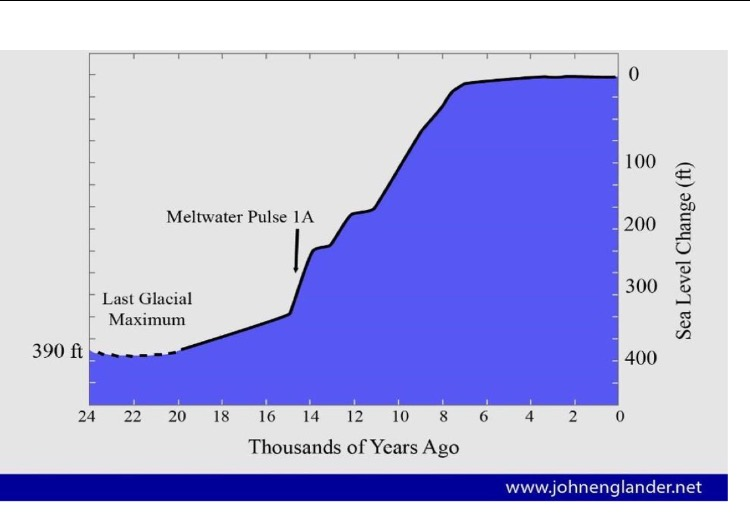 0
100
Meltwater Pulse 1A
200
Sea Level Change (ft)
300
Last Glacial
Maximum
390 ft
400
24 22 20 18 16 14 12 10 8 6 4 2 0
Thousands of Years Ago
www.johnenglander.net